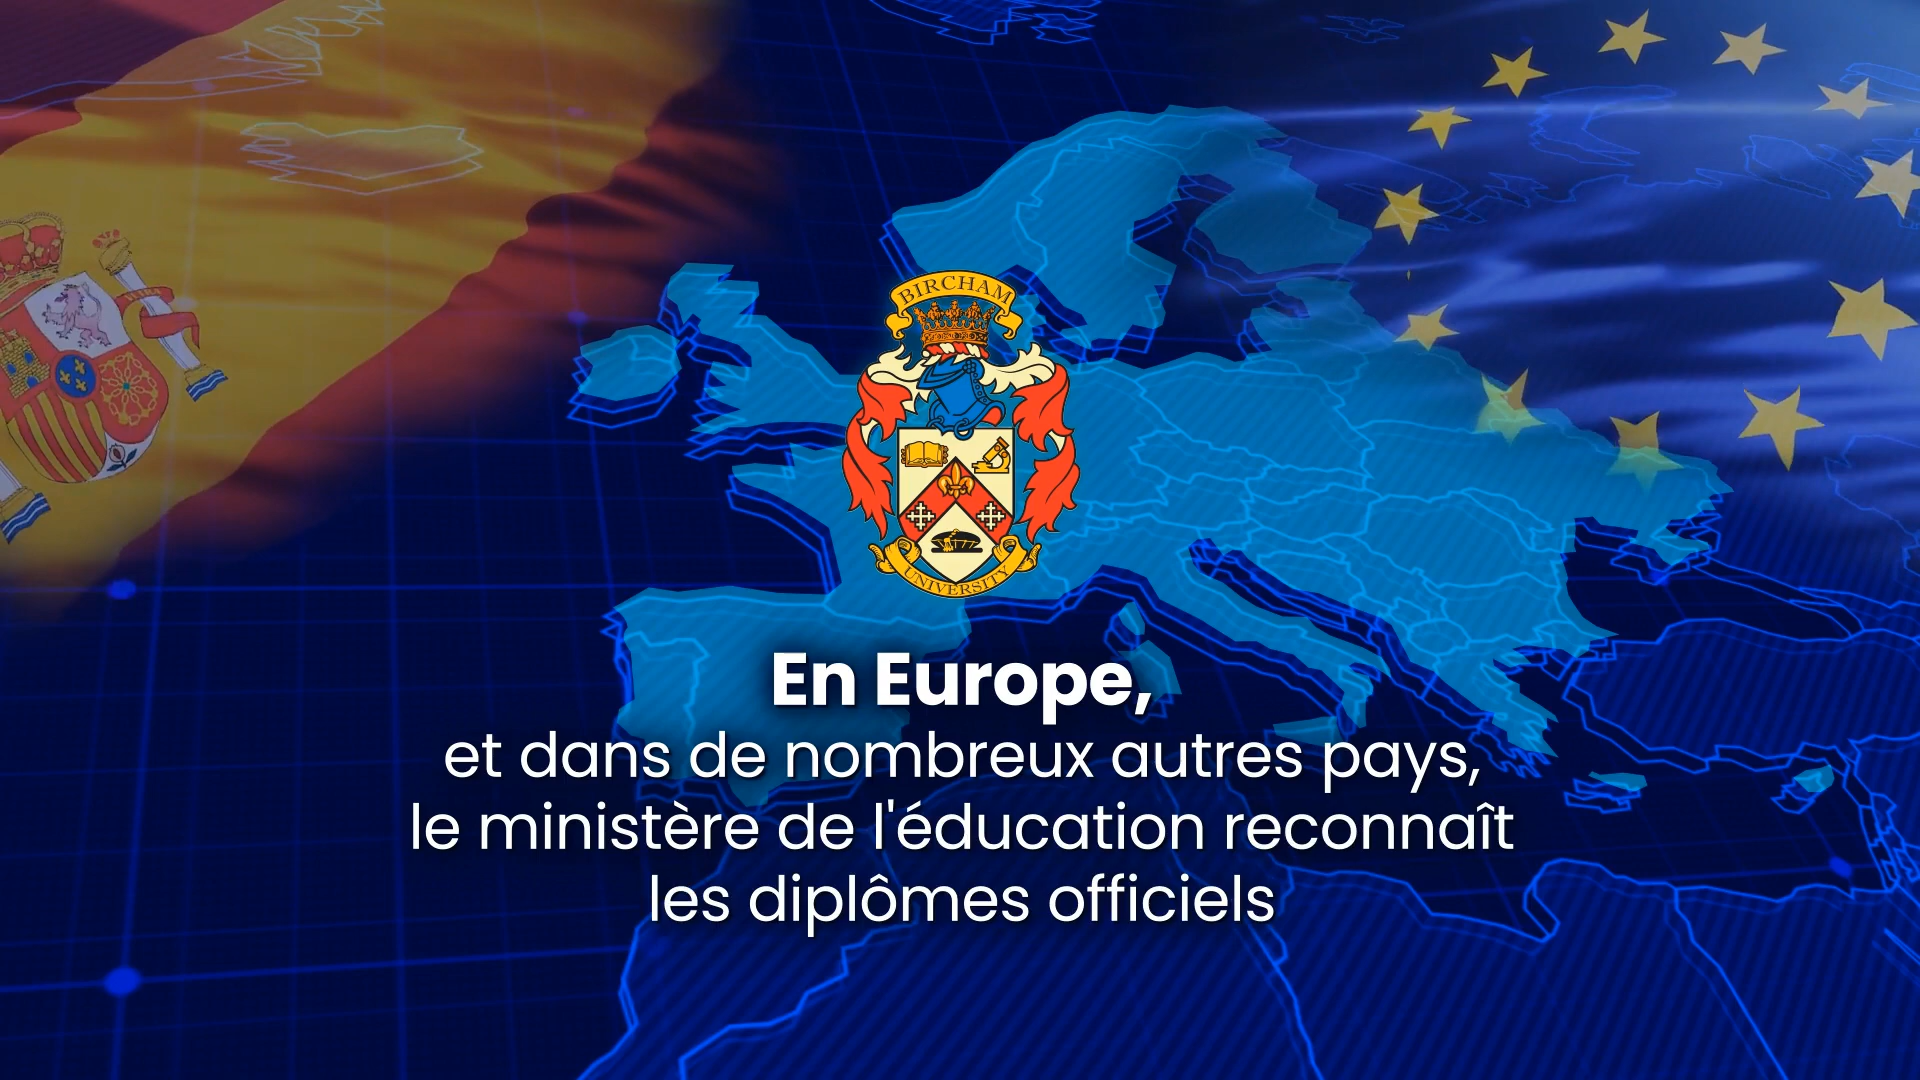 BIRCHAM
UNIVERSITY
En Europe,
et dans de nombreux autres pays,
le ministère de l'éducation reconnaît
les diplômes officiels